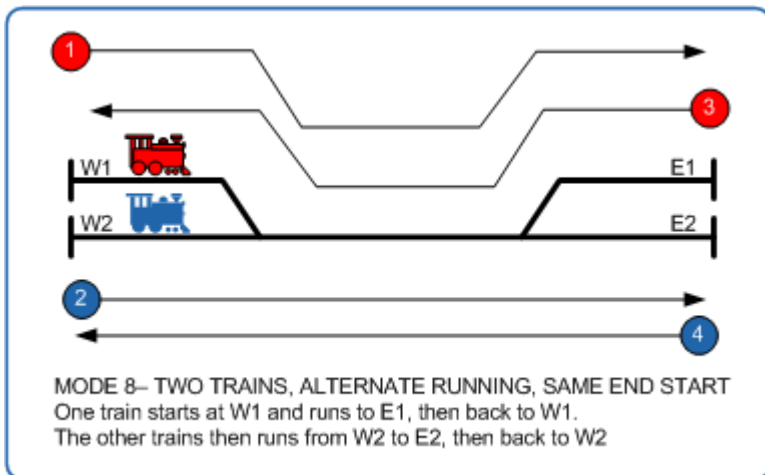 1
3
W1 E1
W2 E2
2
4
MODE 8– TWO TRAINS, ALTERNATE RUNNING, SAME END START
One train starts at W1 and runs to E1, then back to W1.
The other trains then runs from W2 to E2, then back to W2